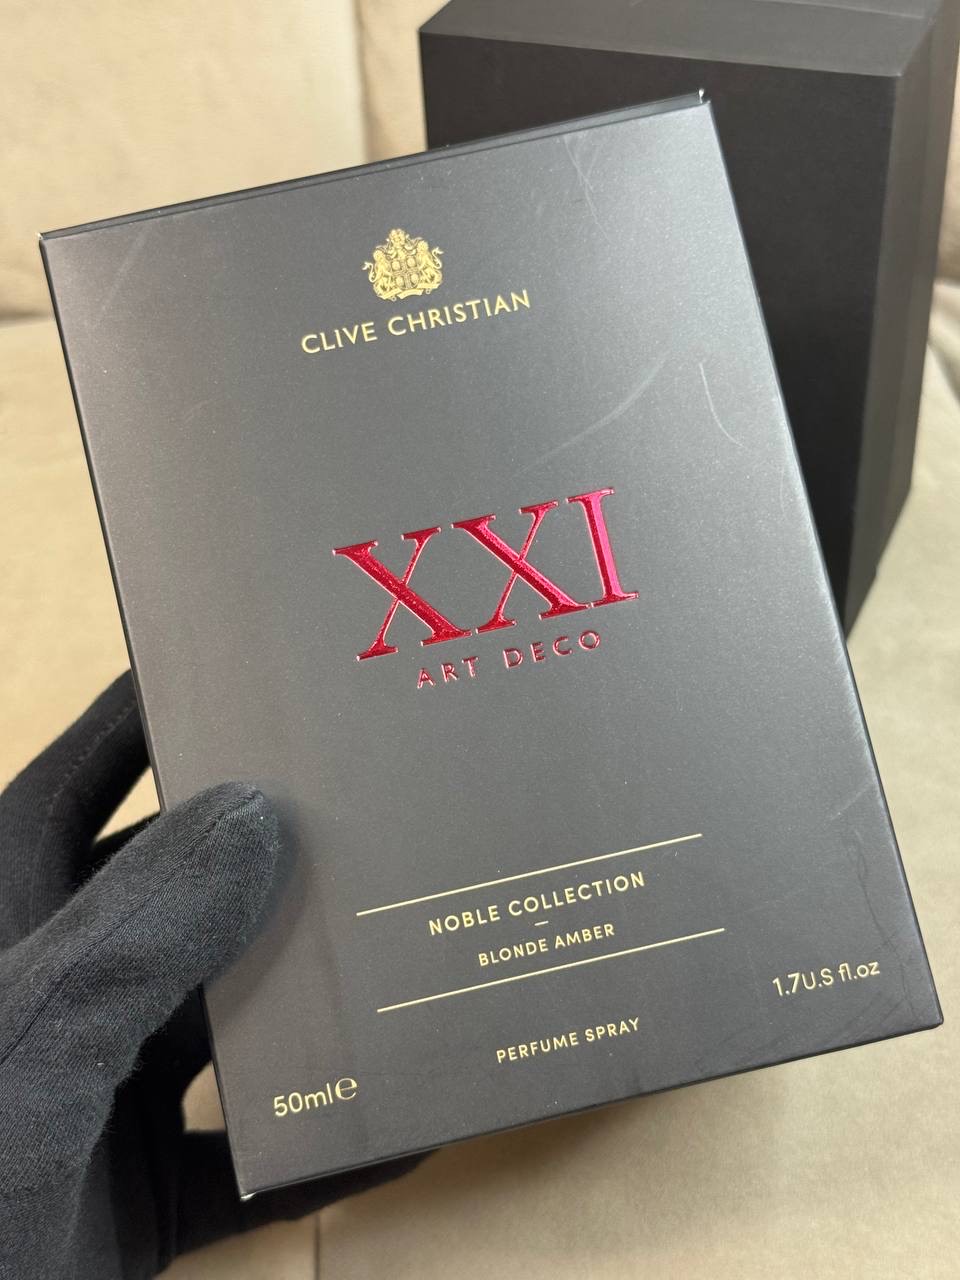 CLIVE CHRISTIAN
XXI
ART DECO
NOBLE COLLECTION
–
BLONDE AMBER
1.7U.S fl.oz
PERFUME SPRAY
50ml℮